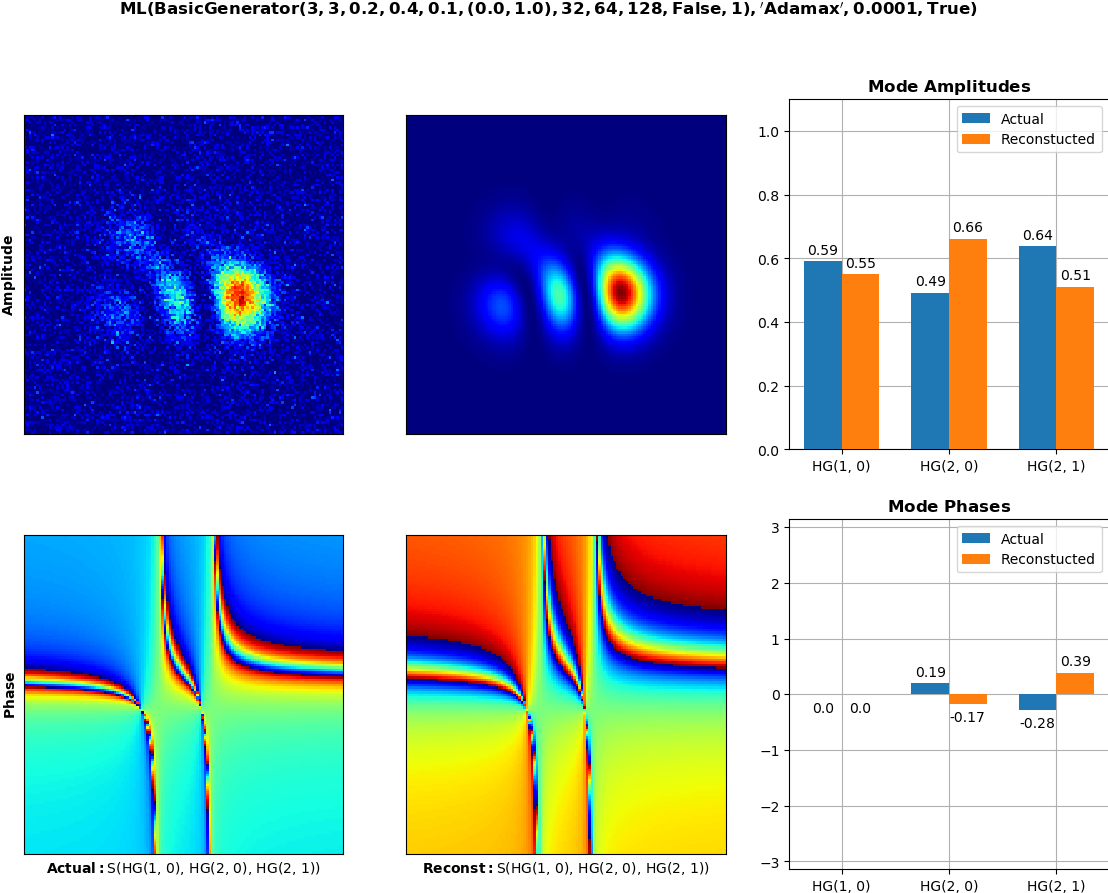 ML(BasicGenerator(3, 3, 0.2, 0.4, 0.1, (0.0, 1.0), 32, 64, 128, False, 1), ′Adamax′, 0.0001, True)
Amplitude
Mode Amplitudes
Actual
Reconstucted
1.0
0.8
0.6
0.4
0.2
0.0
0.59
0.55
0.49
0.66
0.64
0.51
HG(1, 0)
HG(2, 0)
HG(2, 1)
Phase
Actual: S(HG(1, 0), HG(2, 0), HG(2, 1))
Reconst: S(HG(1, 0), HG(2, 0), HG(2, 1))
Mode Phases
Actual
Reconstucted
3
2
1
0
−1
−2
−3
0.0
0.0
0.19
-0.17
-0.28
0.39
HG(1, 0)
HG(2, 0)
HG(2, 1)